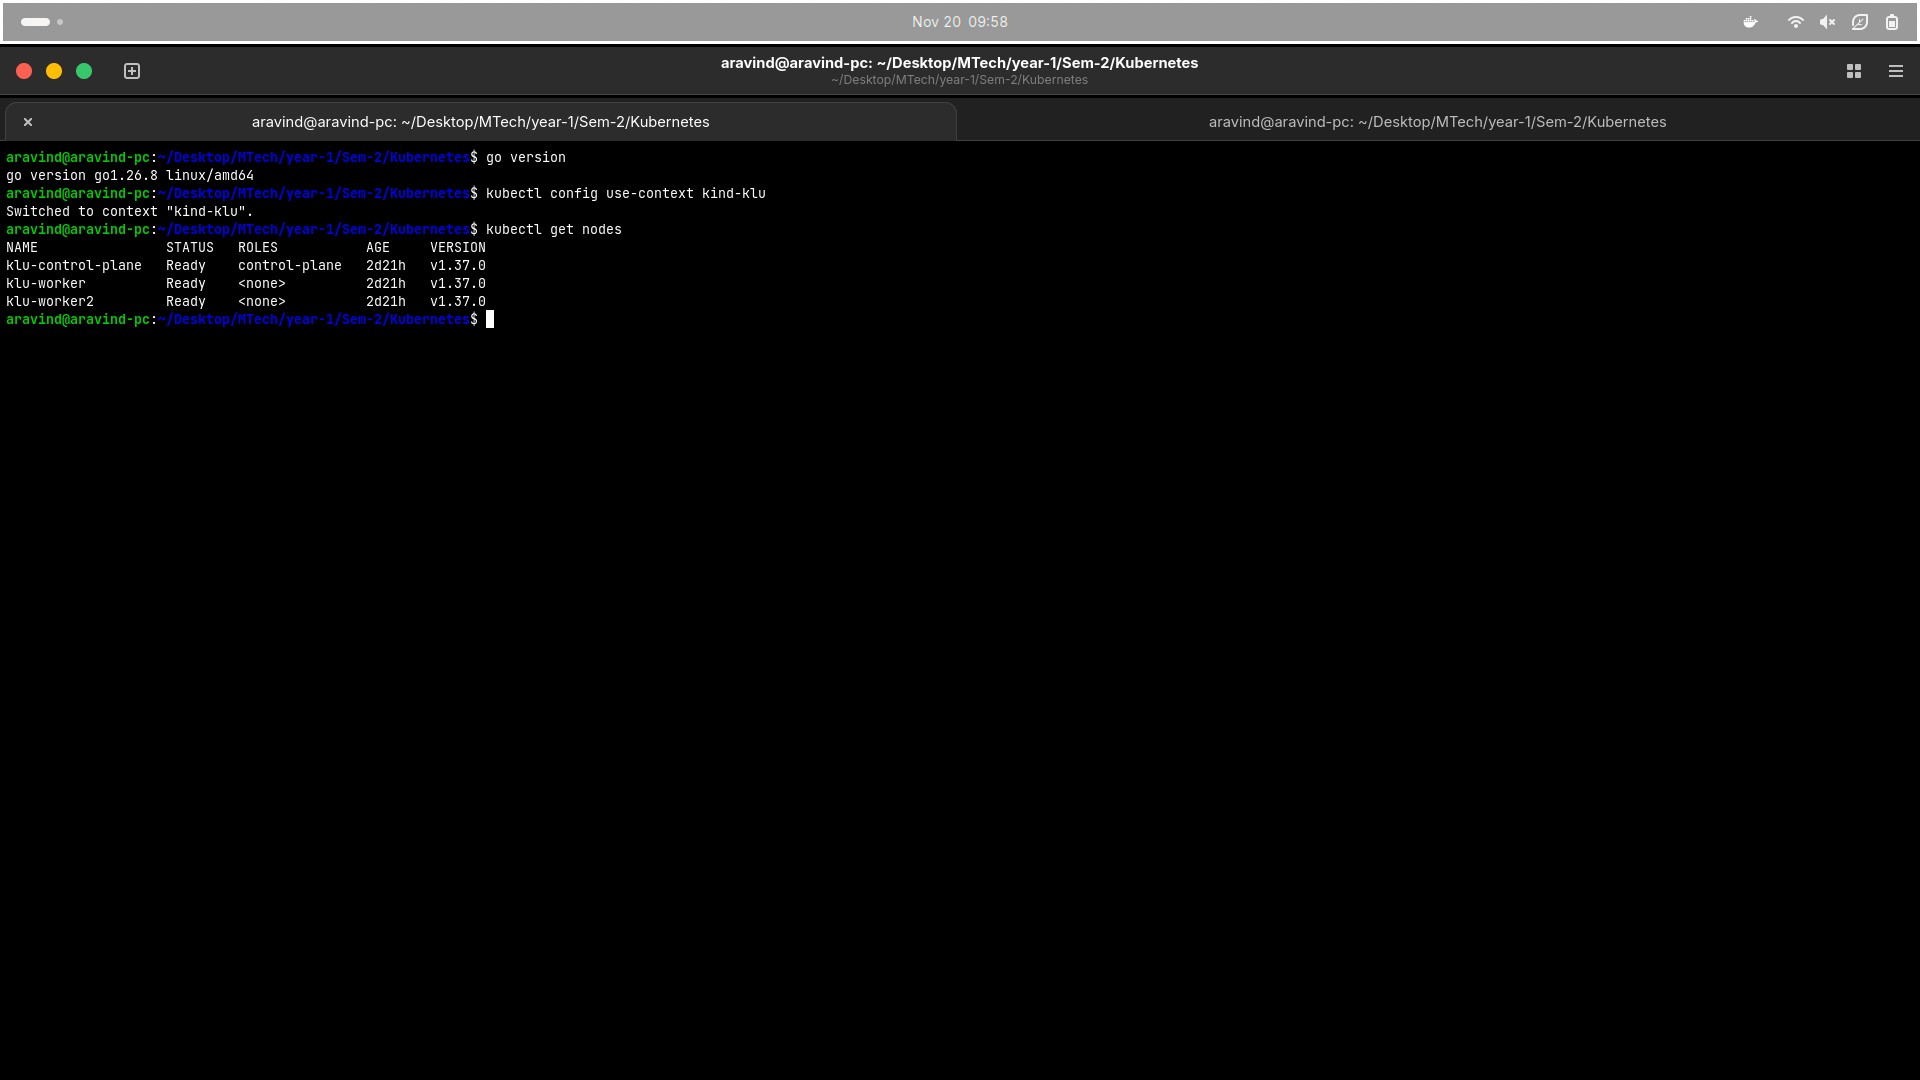 Nov 20 09:58
aravind@aravind-pc: ~/Desktop/MTech/year-1/Sem-2/Kubernetes
~/Desktop/MTech/year-1/Sem-2/Kubernetes
aravind@aravind-pc: ~/Desktop/MTech/year-1/Sem-2/Kubernetes
aravind@aravind-pc: ~/Desktop/MTech/year-1/Sem-2/Kubernetes
aravind@aravind-pc:~/Desktop/MTech/year-1/Sem-2/Kubernetes$ go version
go version go1.26.8 linux/amd64
aravind@aravind-pc:~/Desktop/MTech/year-1/Sem-2/Kubernetes$ kubectl config use-context kind-klu
Switched to context "kind-klu".
aravind@aravind-pc:~/Desktop/MTech/year-1/Sem-2/Kubernetes$ kubectl get nodes
NAME                STATUS   ROLES           AGE     VERSION
klu-control-plane   Ready    control-plane   2d21h   v1.37.0
klu-worker          Ready    <none>          2d21h   v1.37.0
klu-worker2         Ready    <none>          2d21h   v1.37.0
aravind@aravind-pc:~/Desktop/MTech/year-1/Sem-2/Kubernetes$